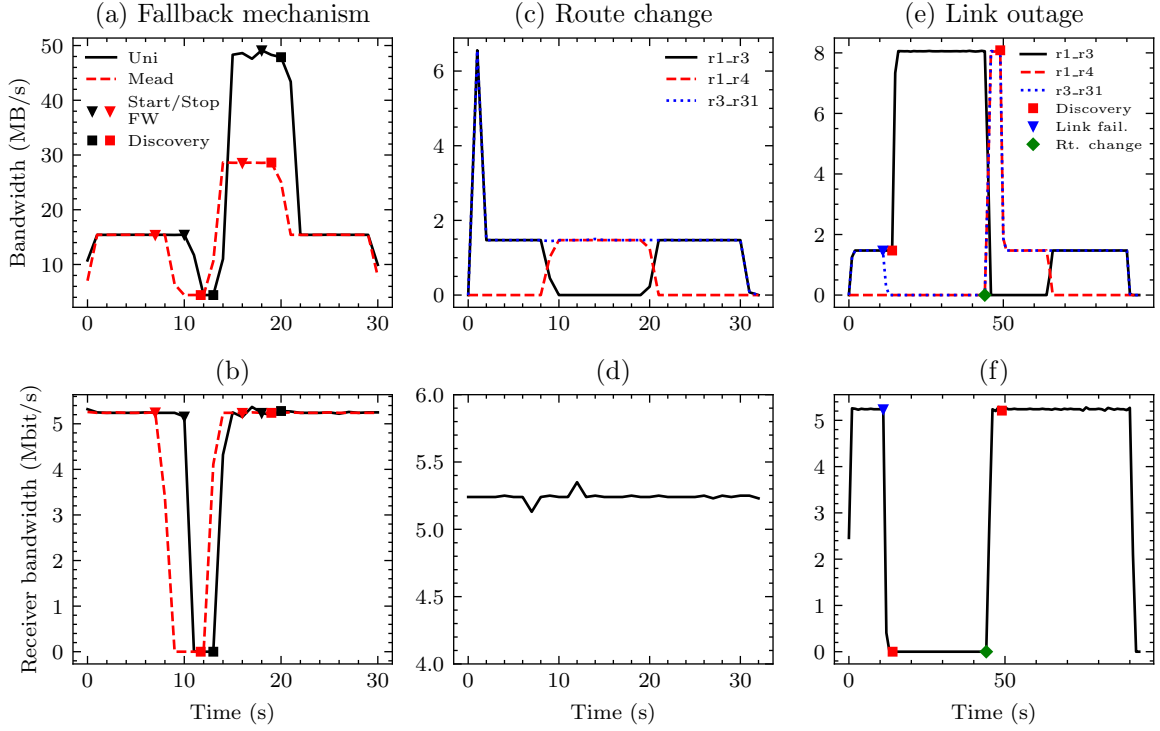 (a) Fallback mechanism
(c) Route change
(e) Link outage
Bandwidth (MB/s)
50
40
30
20
10
Uni
Mead
Start/Stop
FW
Discovery
0
10
20
30
6
4
2
0
r1_r3
r1_r4
r3_r31
0
10
20
30
8
6
4
2
0
r1_r3
r1_r4
r3_r31
Discovery
Link fail.
Rt. change
0
50
(b)
(d)
(f)
Receiver bandwidth (Mbit/s)
5
4
3
2
1
0
0
10
20
30
Time (s)
6.0
5.5
5.0
4.5
4.0
0
10
20
30
Time (s)
5
4
3
2
1
0
0
50
Time (s)